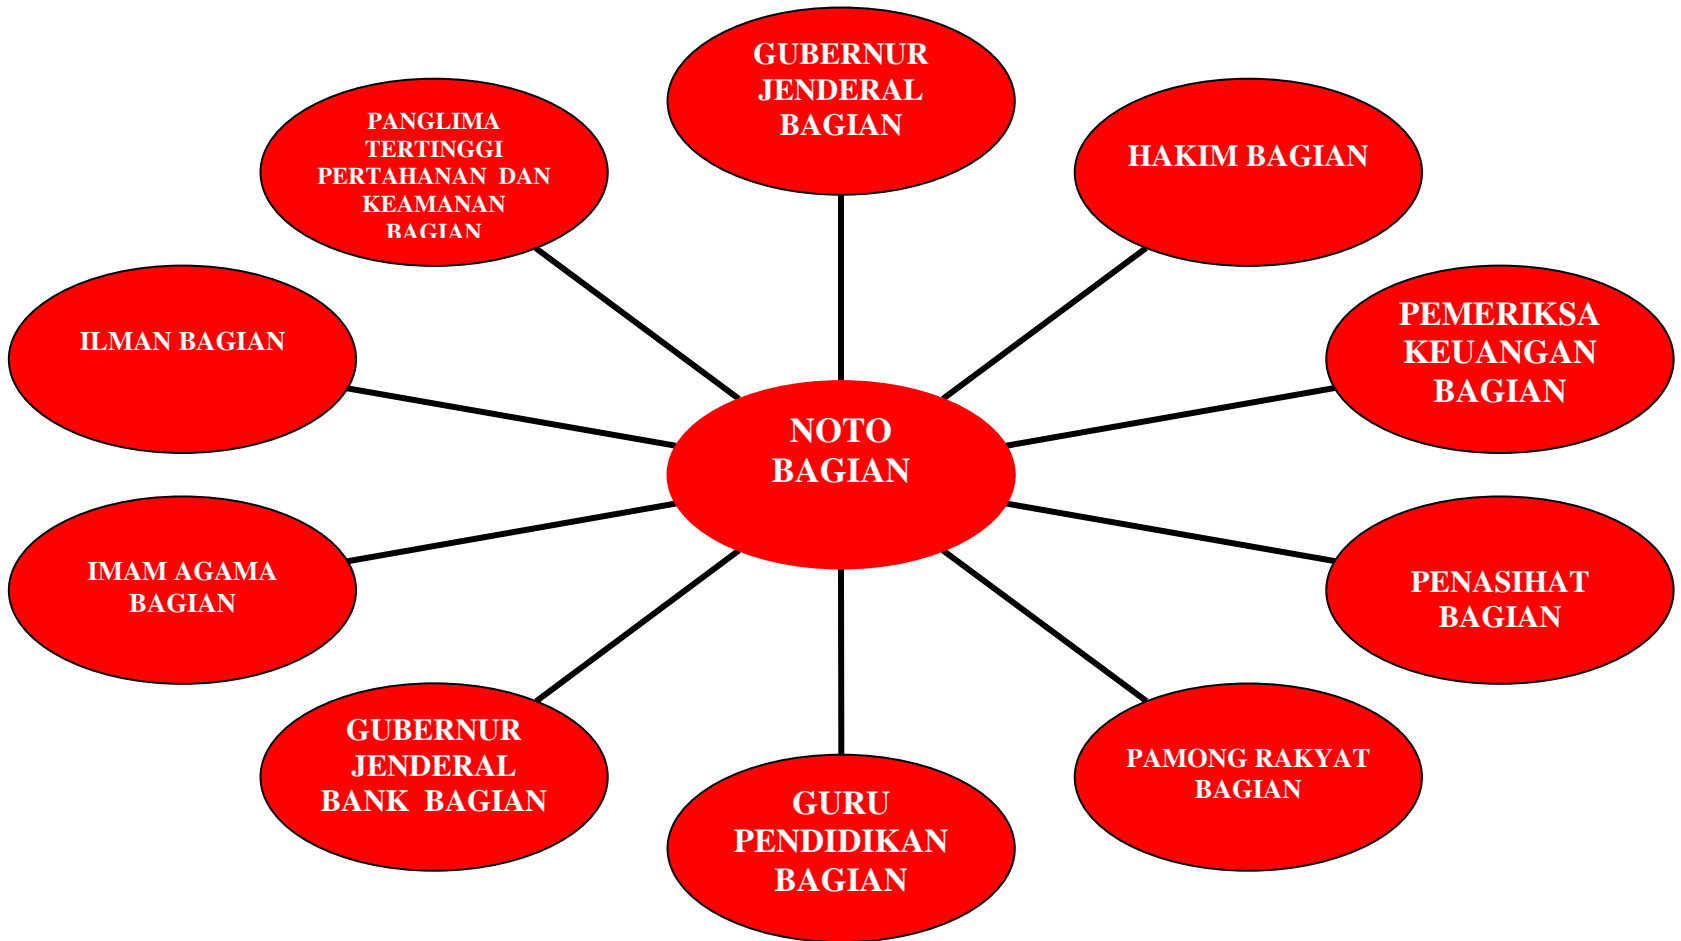 GUBERNUR
JENDERAL
BAGIAN
HAKIM BAGIAN
PEMERIKSA
KEUANGAN
BAGIAN
PENASIHAT
BAGIAN
PAMONG RAKYAT
BAGIAN
GURU
PENDIDIKAN
BAGIAN
GUBERNUR
JENDERAL
BANK BAGIAN
IMAM AGAMA
BAGIAN
ILMAN BAGIAN
PANGLIMA
TERTINGGI
PERTAHANAN DAN
KEAMANAN
BAGIAN
NOTO
BAGIAN